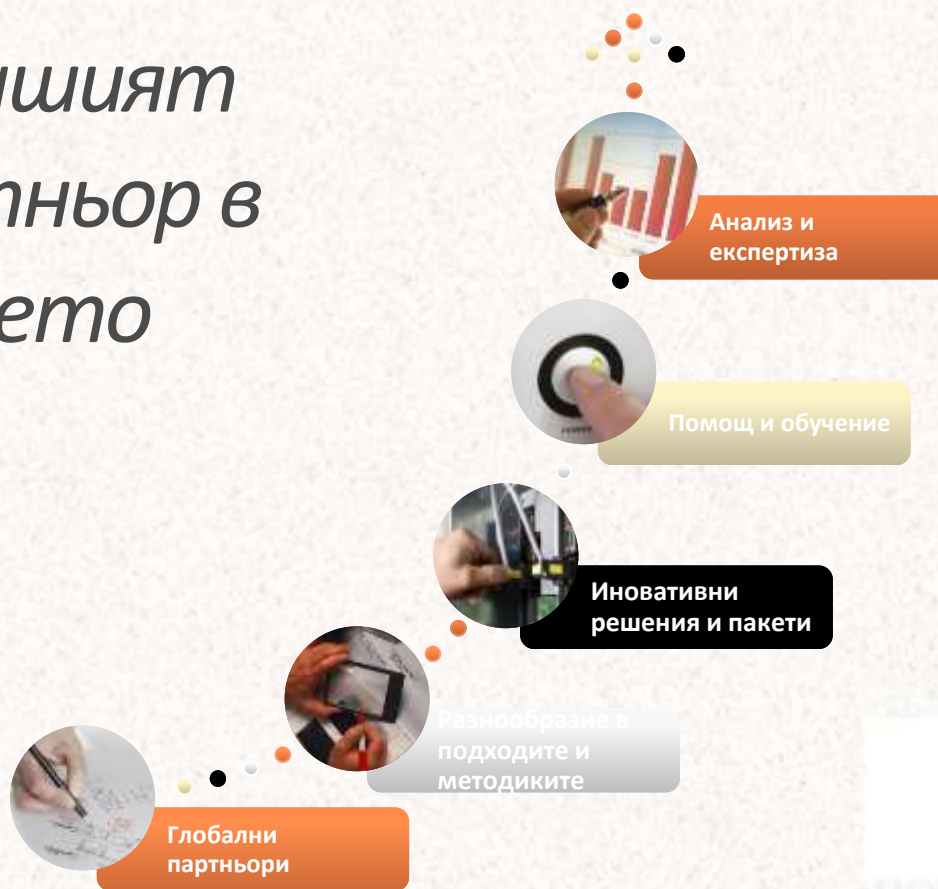 шият
тньор в
ето
Анализ и
експертиза
Помощ и обучение
Иновативни
решения и пакети
Разнообразие в
подходите и
методиките
Глобални
партньори